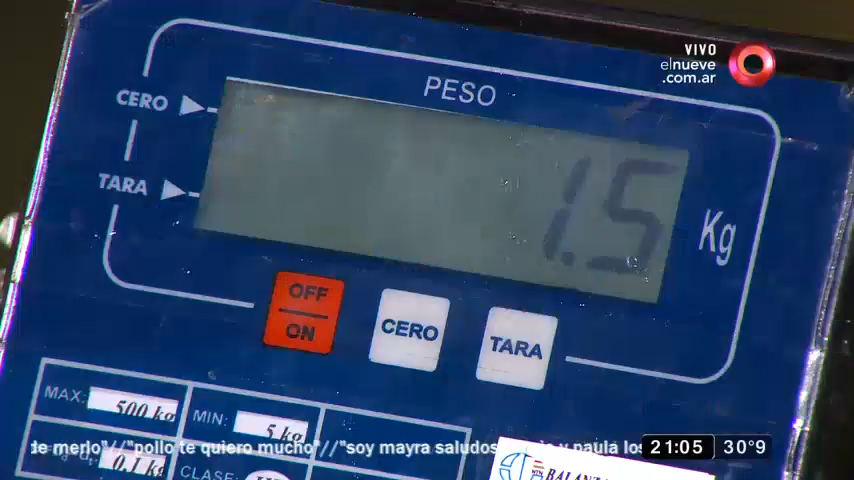 VIVO
elnueve
.com.ar
PESO
CERO
TARA
1.5
Kg
OFF
ON
CERO
TARA
MAX:
500 kg
MIN:
5 kg
0.1 kg
CLASE:
de merlo"//"pollo te quiero mucho"//"soy mayra saludos y paula los
21:05
30°9